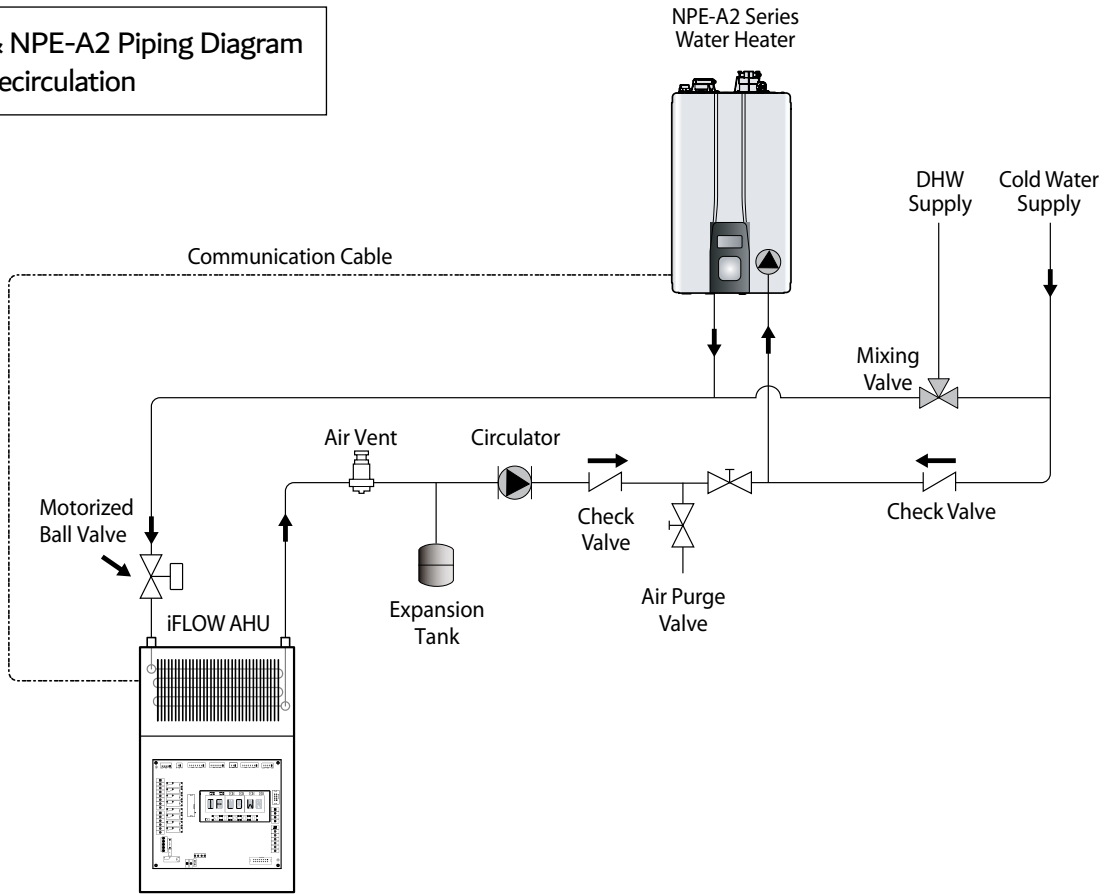 & NPE-A2 Piping Diagram
ecirculation
NPE-A2 Series
Water Heater
DHW
Supply
Cold Water
Supply
Communication Cable
Mixing
Valve
Air Vent
Circulator
Motorized
Ball Valve
Check
Valve
Check Valve
Expansion
Tank
Air Purge
Valve
iFLOW AHU
IFLOW